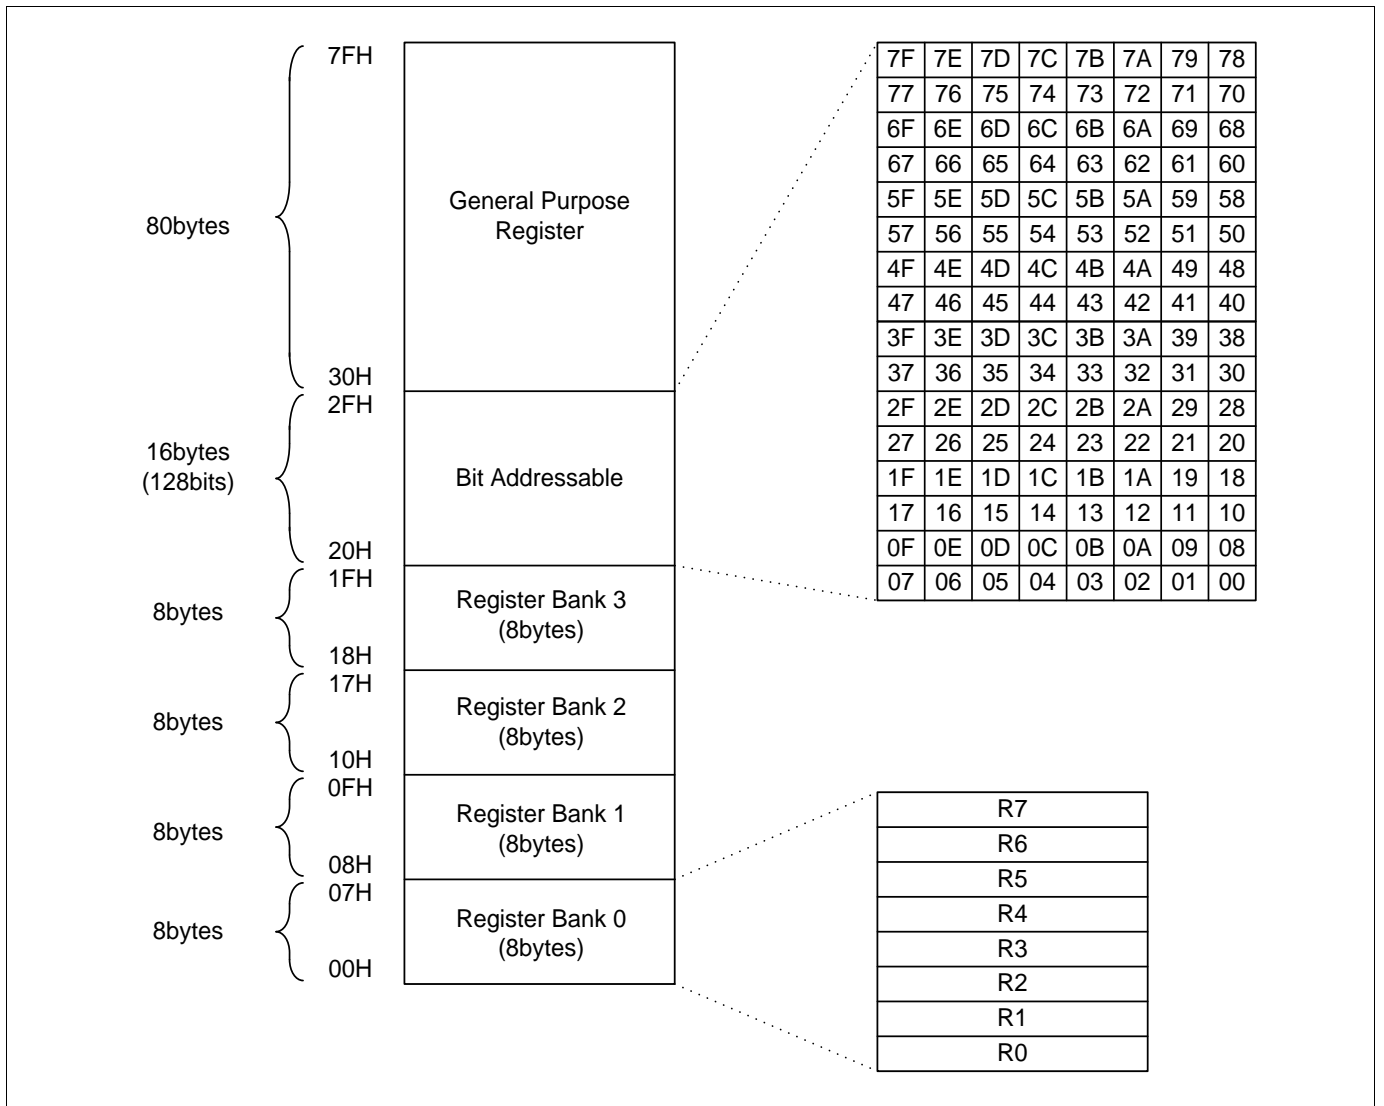 7FH
80bytes
30H
2FH
16bytes
(128bits)
20H
1FH
8bytes
18H
17H
8bytes
10H
0FH
8bytes
08H
07H
8bytes
00H
General Purpose
Register
Bit Addressable
Register Bank 3
(8bytes)
Register Bank 2
(8bytes)
Register Bank 1
(8bytes)
Register Bank 0
(8bytes)
7F 7E 7D 7C 7B 7A 79 78
77 76 75 74 73 72 71 70
6F 6E 6D 6C 6B 6A 69 68
67 66 65 64 63 62 61 60
5F 5E 5D 5C 5B 5A 59 58
57 56 55 54 53 52 51 50
4F 4E 4D 4C 4B 4A 49 48
47 46 45 44 43 42 41 40
3F 3E 3D 3C 3B 3A 39 38
37 36 35 34 33 32 31 30
2F 2E 2D 2C 2B 2A 29 28
27 26 25 24 23 22 21 20
1F 1E 1D 1C 1B 1A 19 18
17 16 15 14 13 12 11 10
0F 0E 0D 0C 0B 0A 09 08
07 06 05 04 03 02 01 00
R7
R6
R5
R4
R3
R2
R1
R0